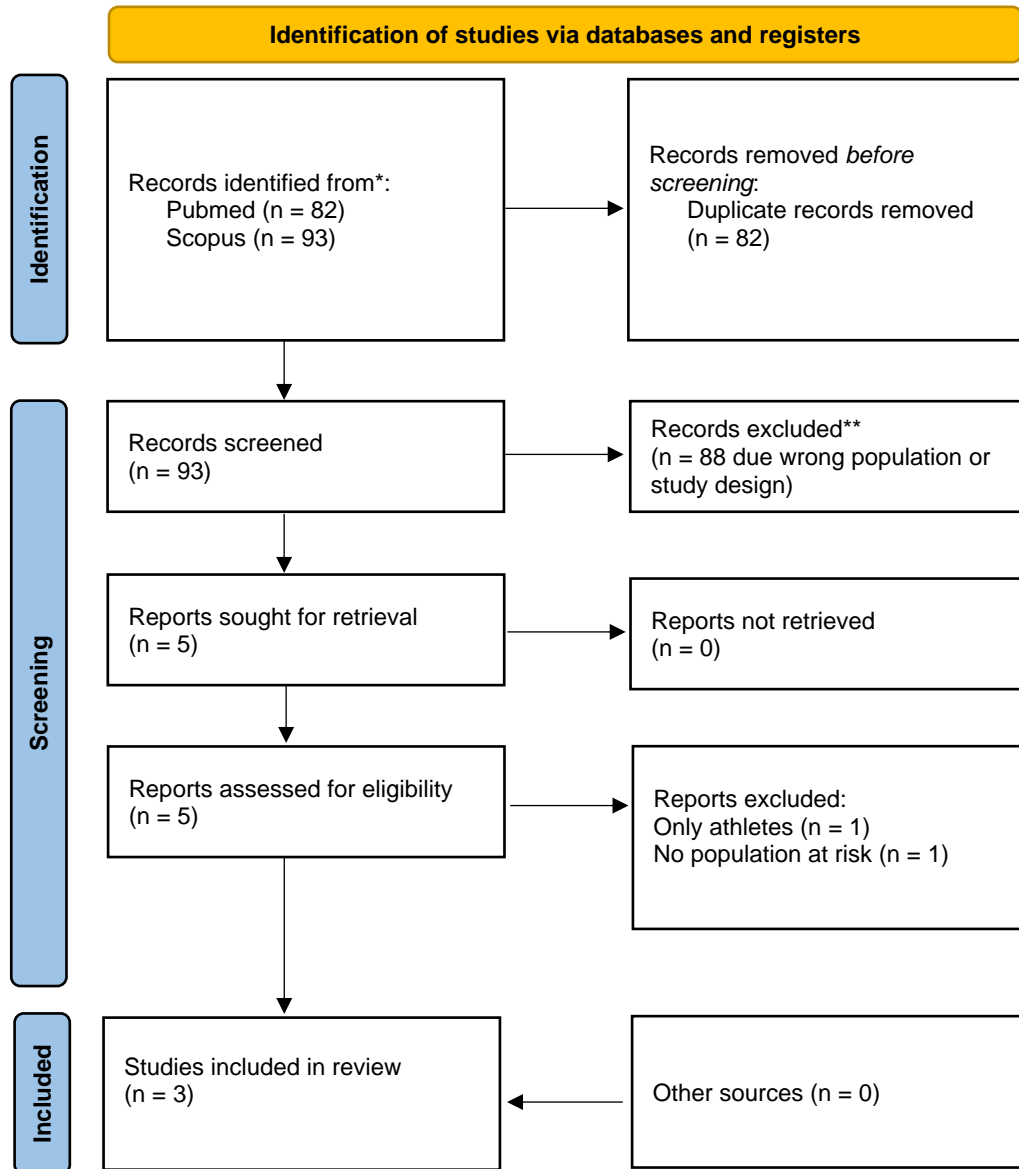 Identification of studies via databases and registers
Identification
Records identified from*:
Pubmed (n = 82)
Scopus (n = 93)
Records removed before
screening:
Duplicate records removed
(n = 82)
Screening
Records screened
(n = 93)
Records excluded**
(n = 88 due wrong population or
study design)
Reports sought for retrieval
(n = 5)
Reports not retrieved
(n = 0)
Reports assessed for eligibility
(n = 5)
Reports excluded:
Only athletes (n = 1)
No population at risk (n = 1)
Included
Studies included in review
(n = 3)
Other sources (n = 0)